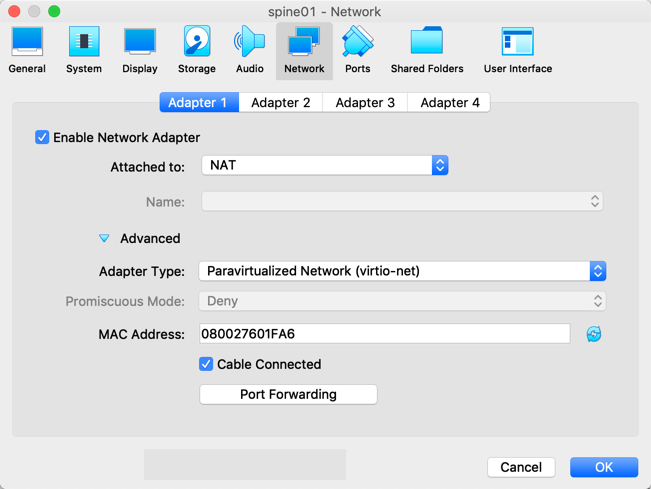 spine01 - Network
General System Display Storage Audio Network Ports Shared Folders User Interface
Adapter 1 Adapter 2 Adapter 3 Adapter 4
Enable Network Adapter
Attached to: NAT
Name:
Advanced
Adapter Type: Paravirtualized Network (virtio-net)
Promiscuous Mode: Deny
MAC Address: 080027601FA6
Cable Connected
Port Forwarding
Cancel OK